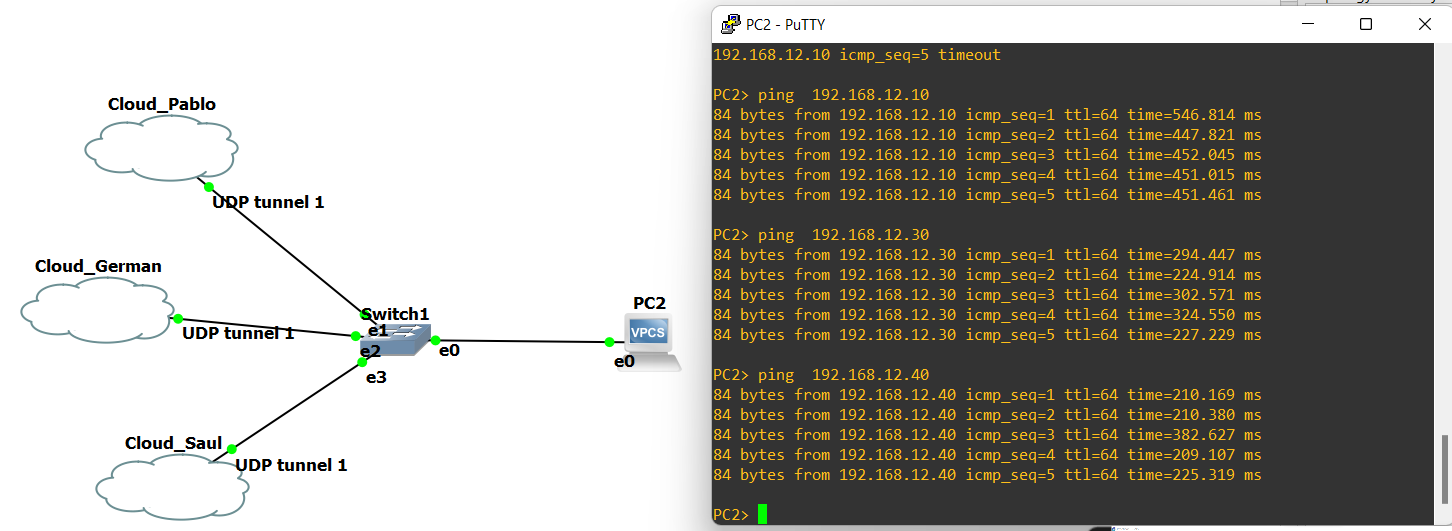 Cloud_Pablo
UDP tunnel 1
Cloud_German
UDP tunnel 1
Switch1
e1
e2
e0
e3
PC2
VPCS
e0
Cloud_Saul
UDP tunnel 1
PC2 - PuTTY
192.168.12.10 icmp_seq=5 timeout
PC2> ping  192.168.12.10
84 bytes from 192.168.12.10 icmp_seq=1 ttl=64 time=546.814 ms
84 bytes from 192.168.12.10 icmp_seq=2 ttl=64 time=447.821 ms
84 bytes from 192.168.12.10 icmp_seq=3 ttl=64 time=452.045 ms
84 bytes from 192.168.12.10 icmp_seq=4 ttl=64 time=451.015 ms
84 bytes from 192.168.12.10 icmp_seq=5 ttl=64 time=451.461 ms
PC2> ping  192.168.12.30
84 bytes from 192.168.12.30 icmp_seq=1 ttl=64 time=294.447 ms
84 bytes from 192.168.12.30 icmp_seq=2 ttl=64 time=224.914 ms
84 bytes from 192.168.12.30 icmp_seq=3 ttl=64 time=302.571 ms
84 bytes from 192.168.12.30 icmp_seq=4 ttl=64 time=324.550 ms
84 bytes from 192.168.12.30 icmp_seq=5 ttl=64 time=227.229 ms
PC2> ping  192.168.12.40
84 bytes from 192.168.12.40 icmp_seq=1 ttl=64 time=210.169 ms
84 bytes from 192.168.12.40 icmp_seq=2 ttl=64 time=210.380 ms
84 bytes from 192.168.12.40 icmp_seq=3 ttl=64 time=382.627 ms
84 bytes from 192.168.12.40 icmp_seq=4 ttl=64 time=209.107 ms
84 bytes from 192.168.12.40 icmp_seq=5 ttl=64 time=225.319 ms
PC2>